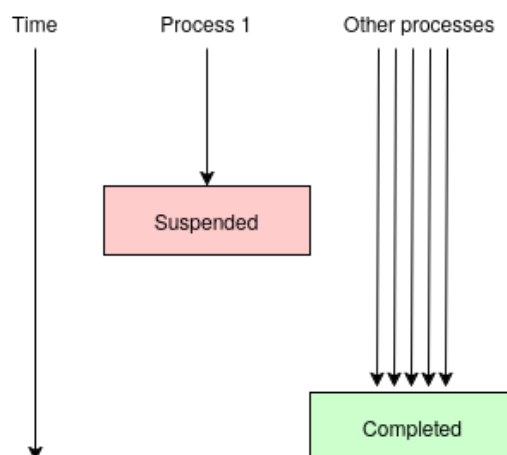 Time
Process 1
Other processes
Suspended
Completed